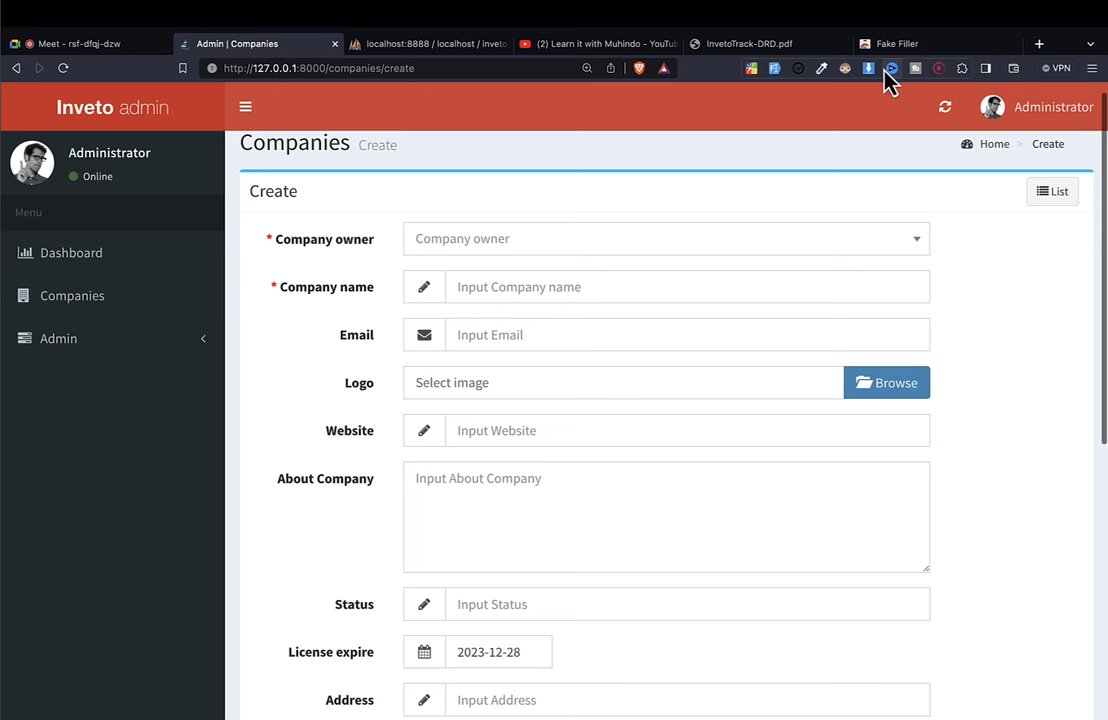 Meet - rsf-dfqj-dzw
Admin | Companies
localhost:8888 / localhost / inveto
(2) Learn it with Muhindo - YouTu
InvetoTrack-DRD.pdf
Fake Filler
http://127.0.0.1:8000/companies/create
VPN
Inveto admin
Administrator
Administrator
Online
Menu
Dashboard
Companies
Admin
Companies Create
Home > Create
Create
List
* Company owner
Company owner
* Company name
Input Company name
Email
Input Email
Logo
Select image
Browse
Website
Input Website
About Company
Input About Company
Status
Input Status
License expire
2023-12-28
Address
Input Address